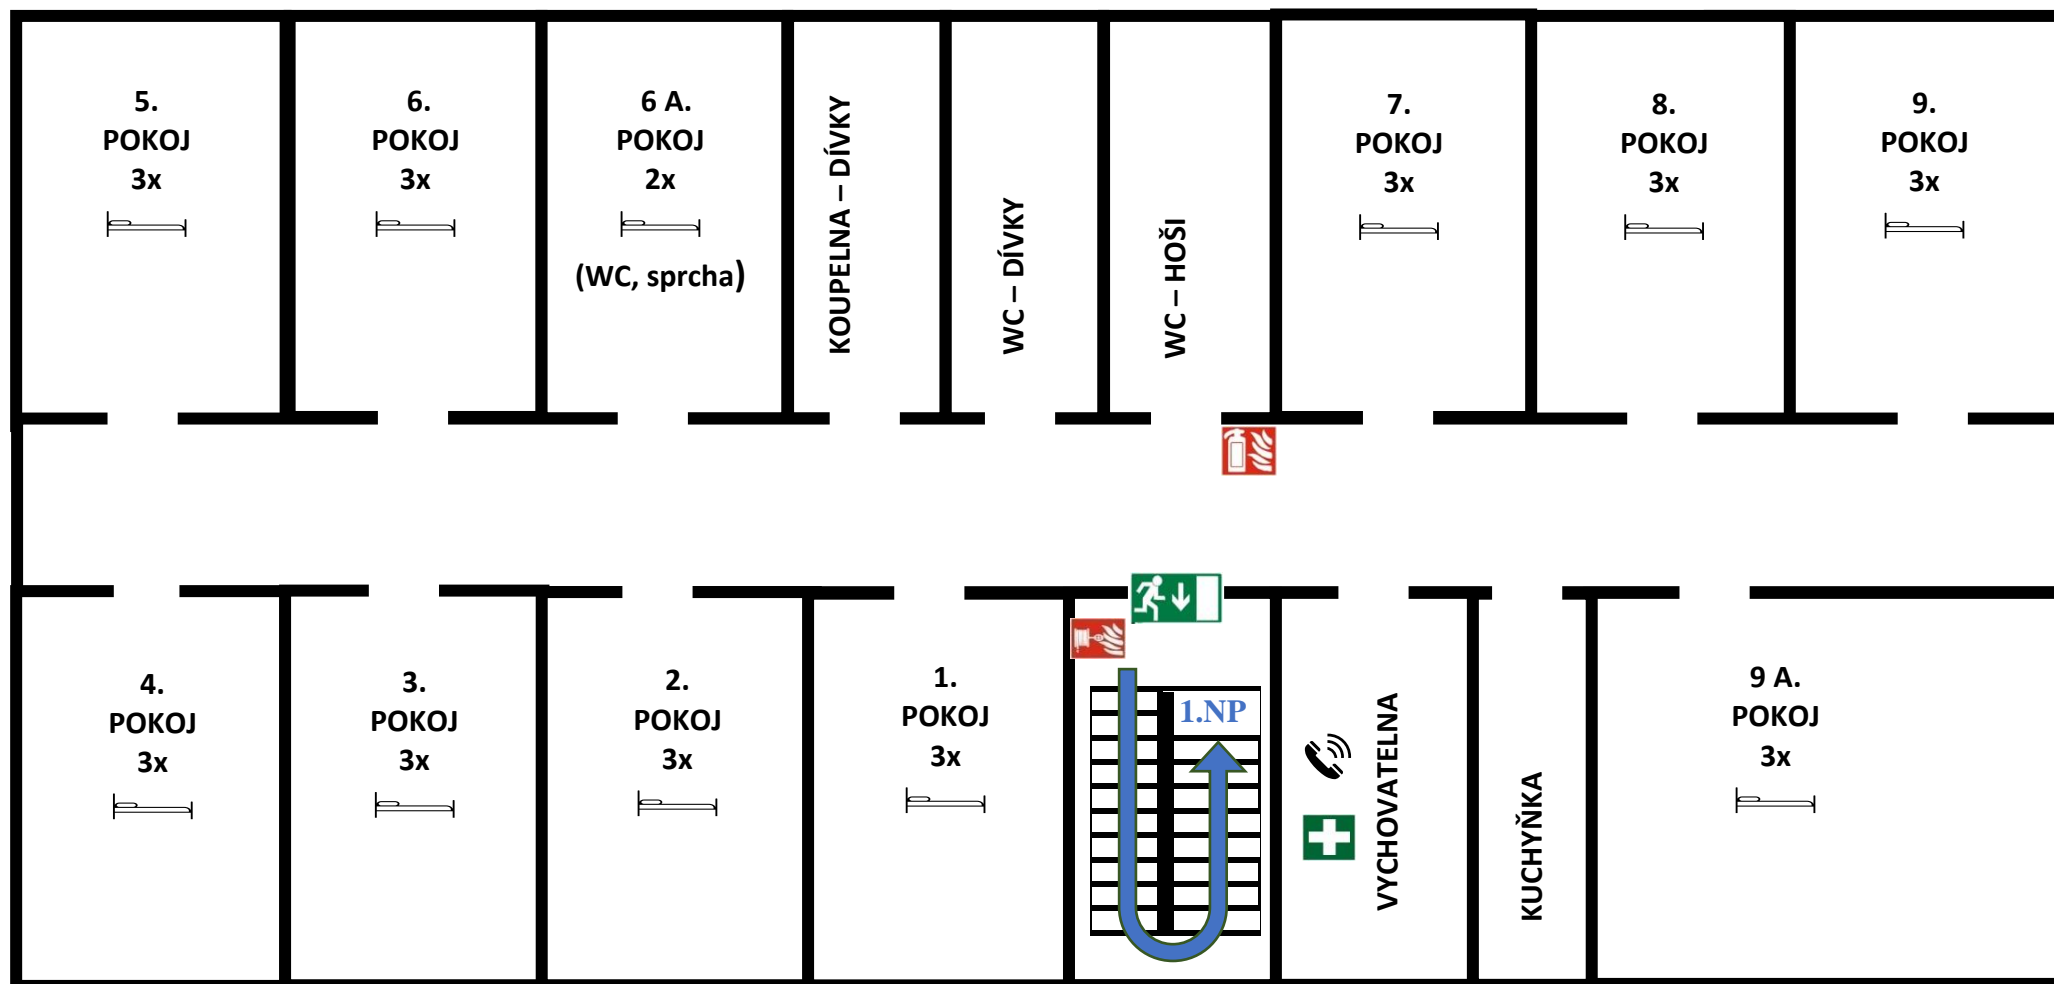 5.
POKOJ
3x
6.
POKOJ
3x
6 A.
POKOJ
2x
(WC, sprcha)
KOUPELNA – DÍVKY
WC – DÍVKY
WC – HOŠI
7.
POKOJ
3x
8.
POKOJ
3x
9.
POKOJ
3x
4.
POKOJ
3x
3.
POKOJ
3x
2.
POKOJ
3x
1.
POKOJ
3x
1.NP
VYCHOVATELNA
KUCHYŇKA
9 A.
POKOJ
3x